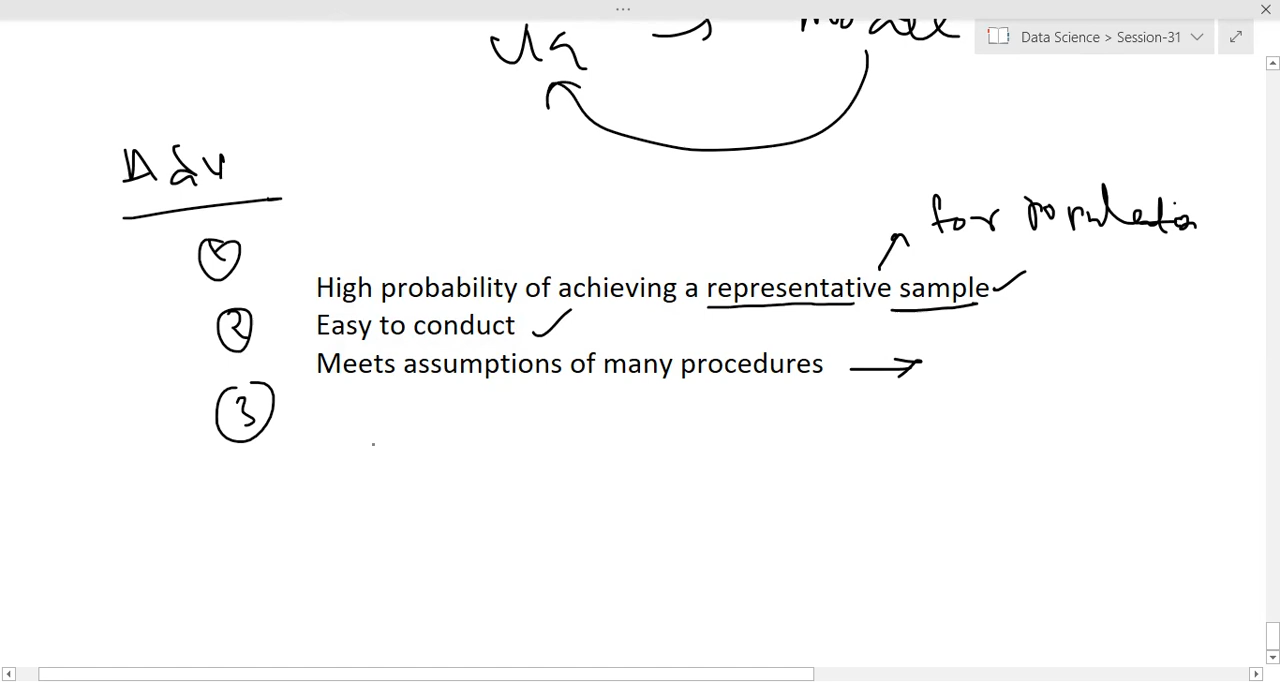 Data Science > Session-31
Adv
for population
1
High probability of achieving a representative sample
2
Easy to conduct
Meets assumptions of many procedures
3